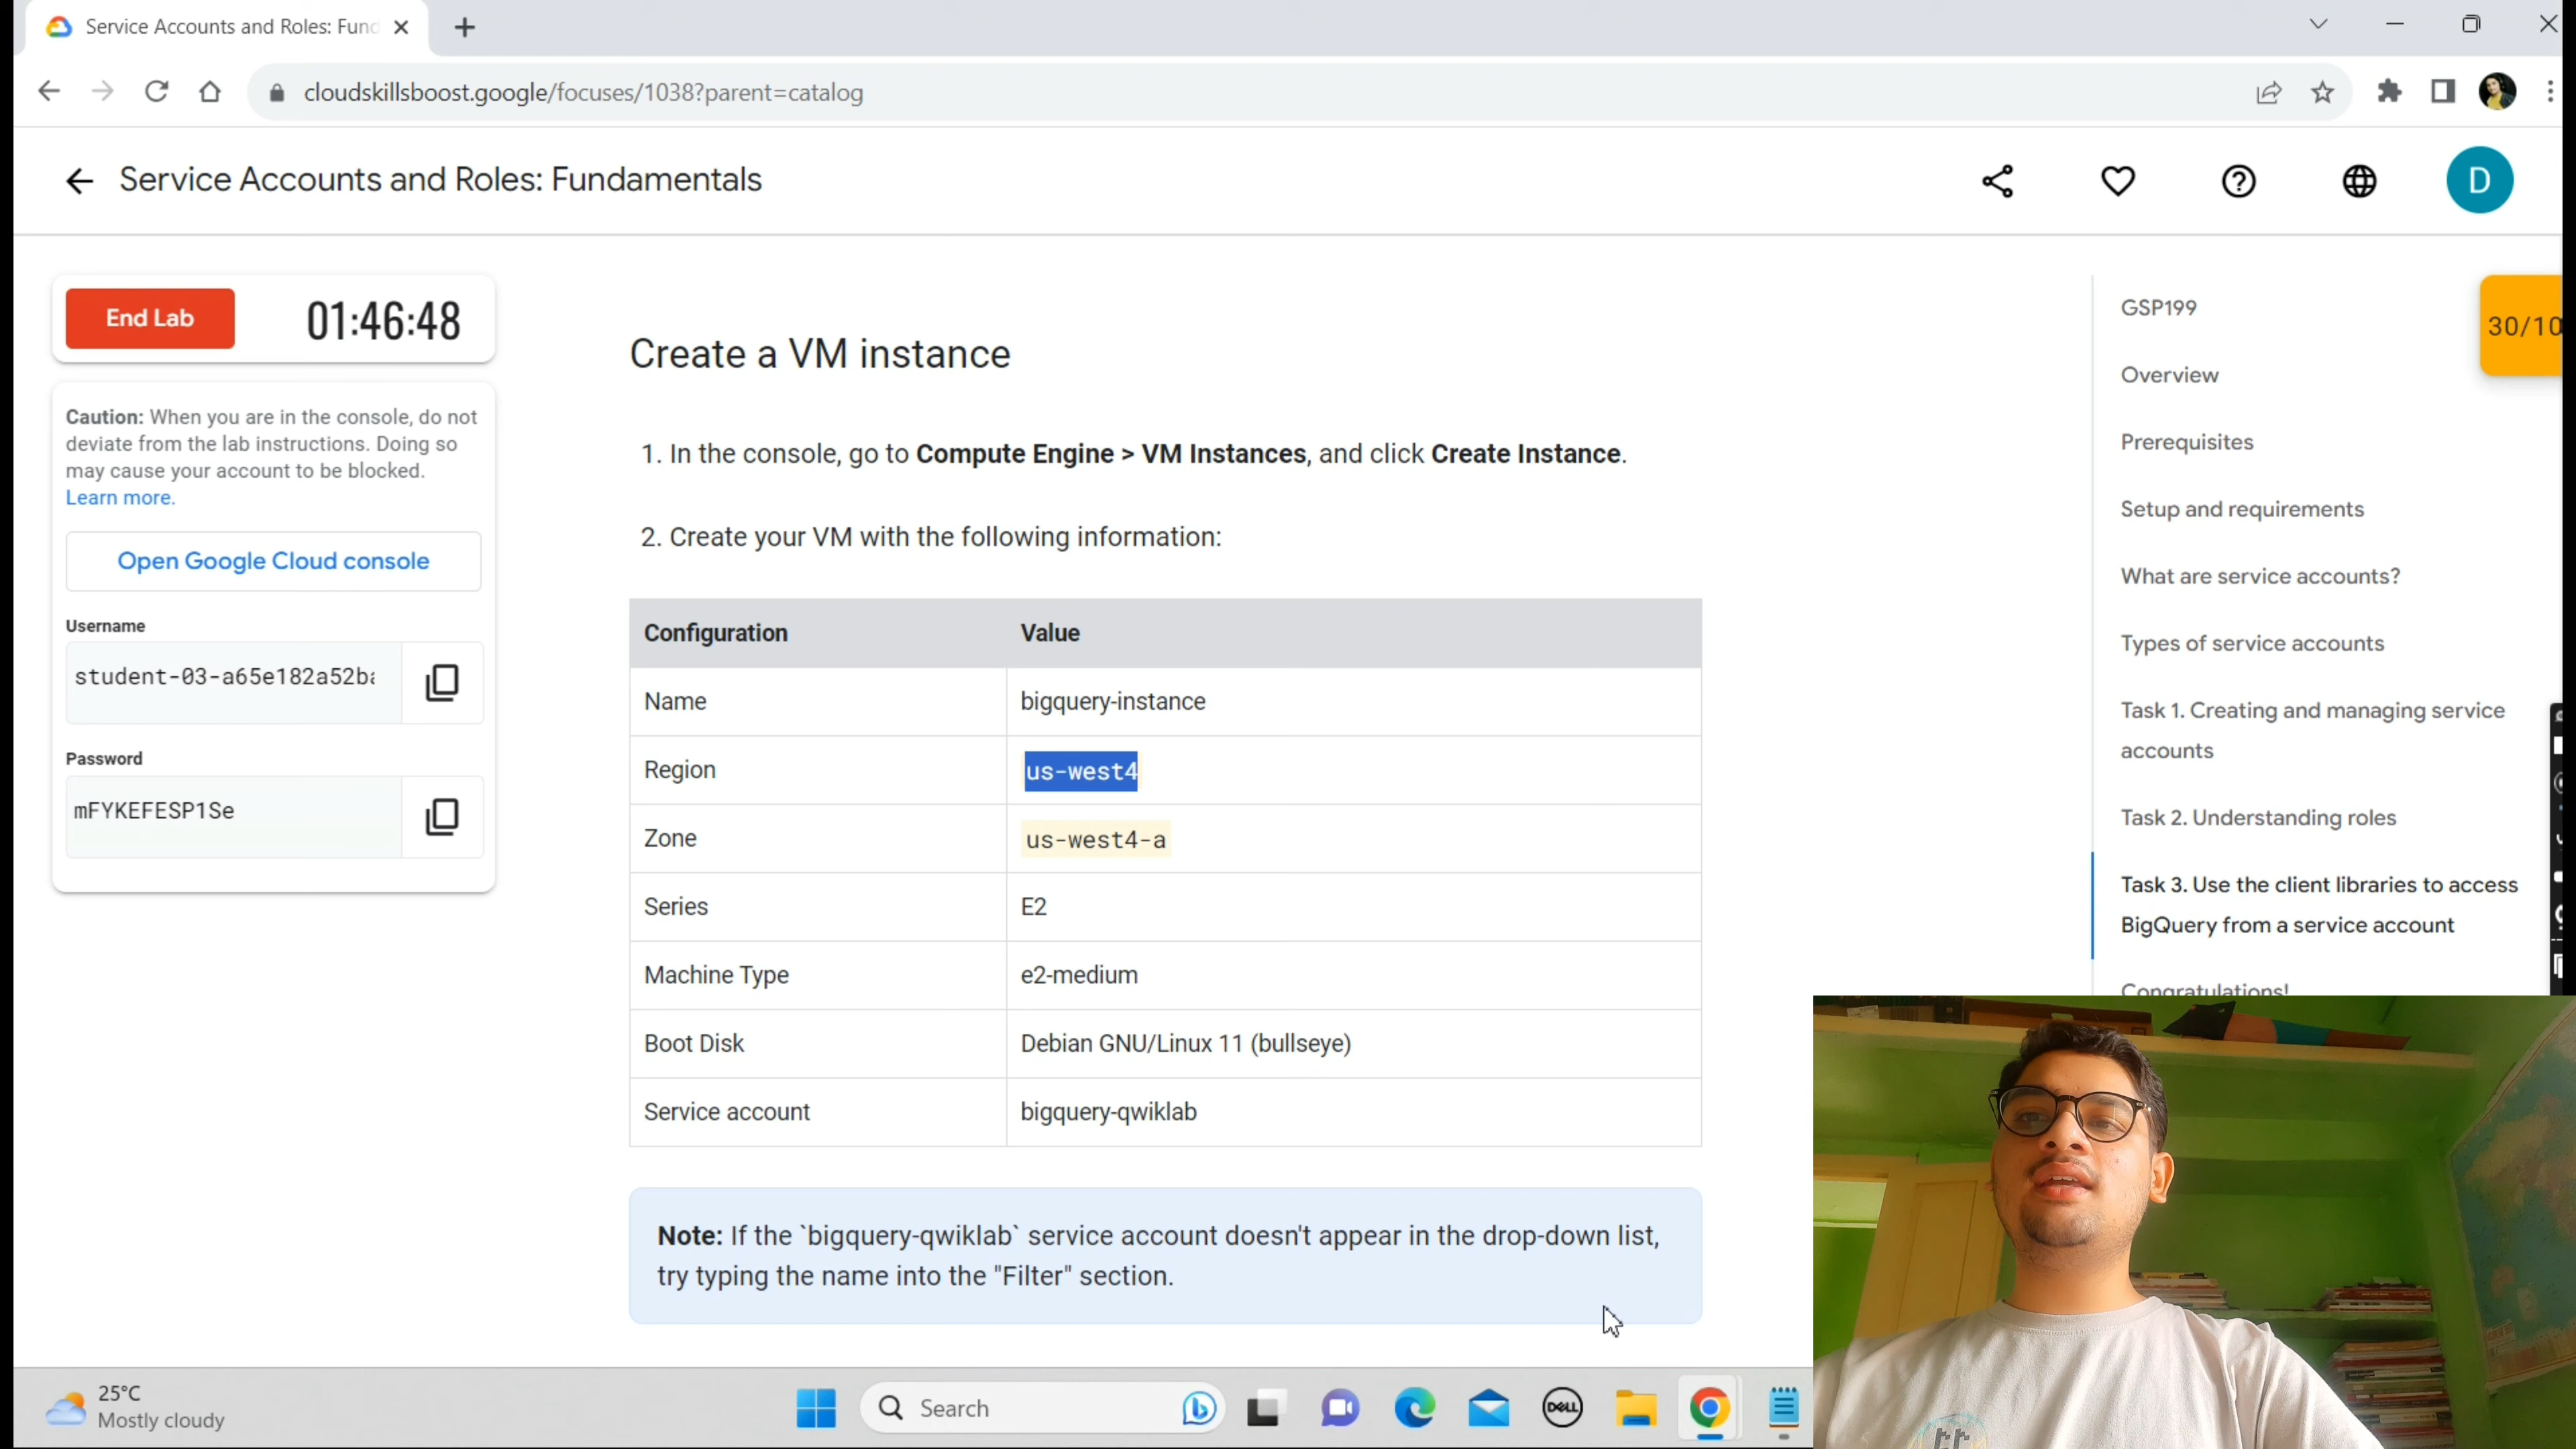 Service Accounts and Roles: Fund
cloudskillsboost.google/focuses/1038?parent=catalog
Service Accounts and Roles: Fundamentals
D
End Lab
01:46:48
Caution: When you are in the console, do not
deviate from the lab instructions. Doing so
may cause your account to be blocked.
Learn more.
Open Google Cloud console
Username
student-03-a65e182a52ba
Password
mFYKEFESP1Se
Create a VM instance
1. In the console, go to Compute Engine > VM Instances, and click Create Instance.
2. Create your VM with the following information:
Configuration Value
Name bigquery-instance
Region us-west4
Zone us-west4-a
Series E2
Machine Type e2-medium
Boot Disk Debian GNU/Linux 11 (bullseye)
Service account bigquery-qwiklab
Note: If the `bigquery-qwiklab` service account doesn't appear in the drop-down list,
try typing the name into the "Filter" section.
GSP199
Overview
Prerequisites
Setup and requirements
What are service accounts?
Types of service accounts
Task 1. Creating and managing service
accounts
Task 2. Understanding roles
Task 3. Use the client libraries to access
BigQuery from a service account
Congratulations!
30/10
25°C
Mostly cloudy
Search
DELL